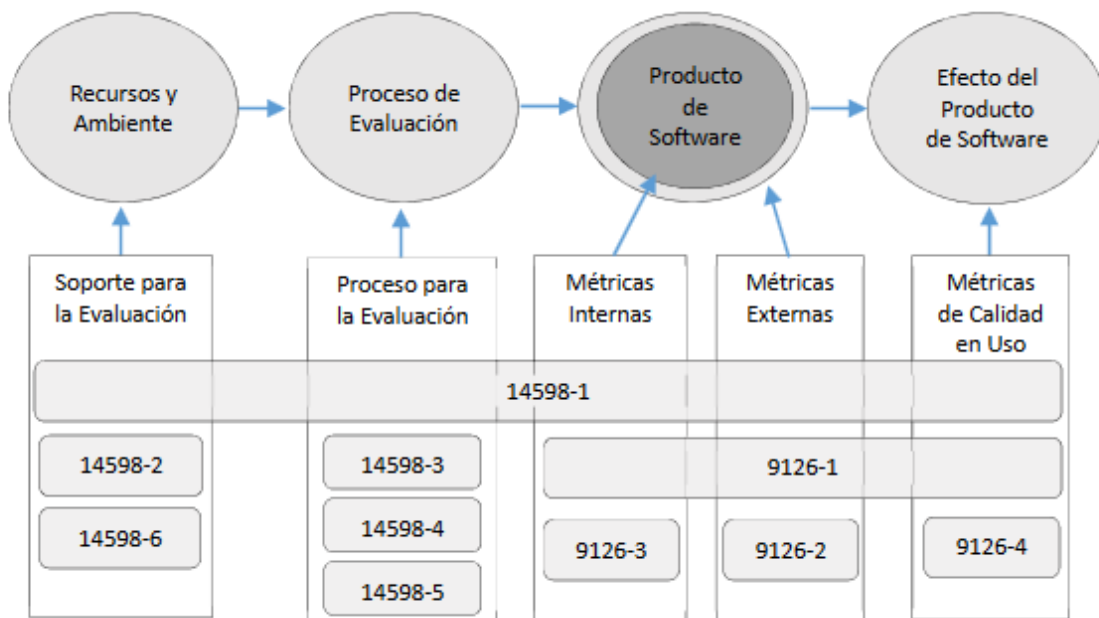 Recursos y
Ambiente
Proceso de
Evaluación
Producto
de
Software
Efecto del
Producto
de Software
Soporte para
la Evaluación
Proceso para
la Evaluación
Métricas
Internas
Métricas
Externas
Métricas
de Calidad
en Uso
14598-1
14598-2
14598-3
9126-1
14598-6
14598-4
9126-3
9126-2
9126-4
14598-5